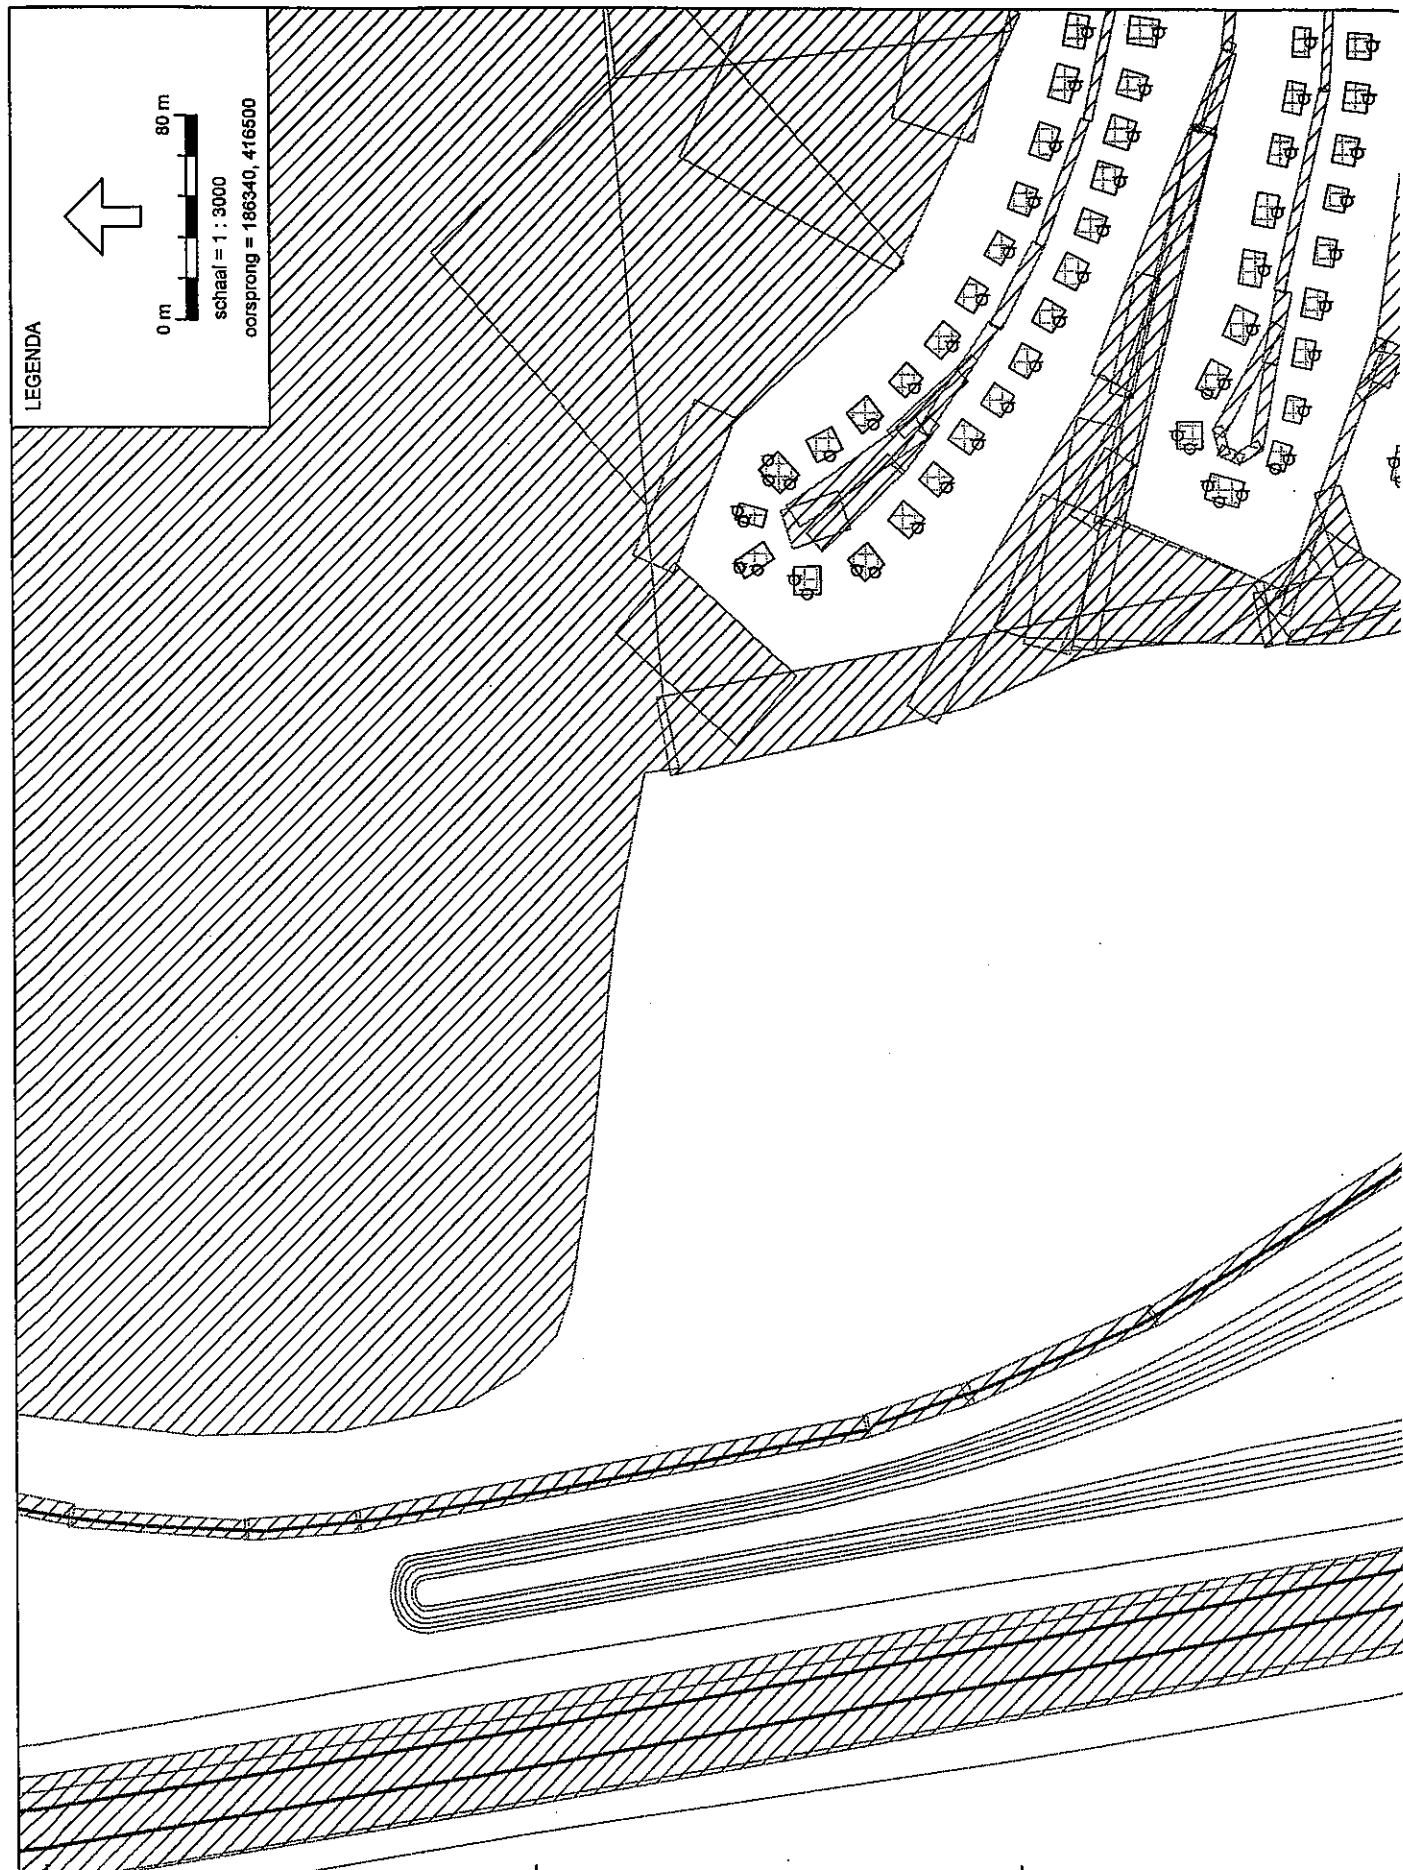 LEGENDA
0 m 80 m
schaal = 1 : 3000
oorsprong = 186340, 416500